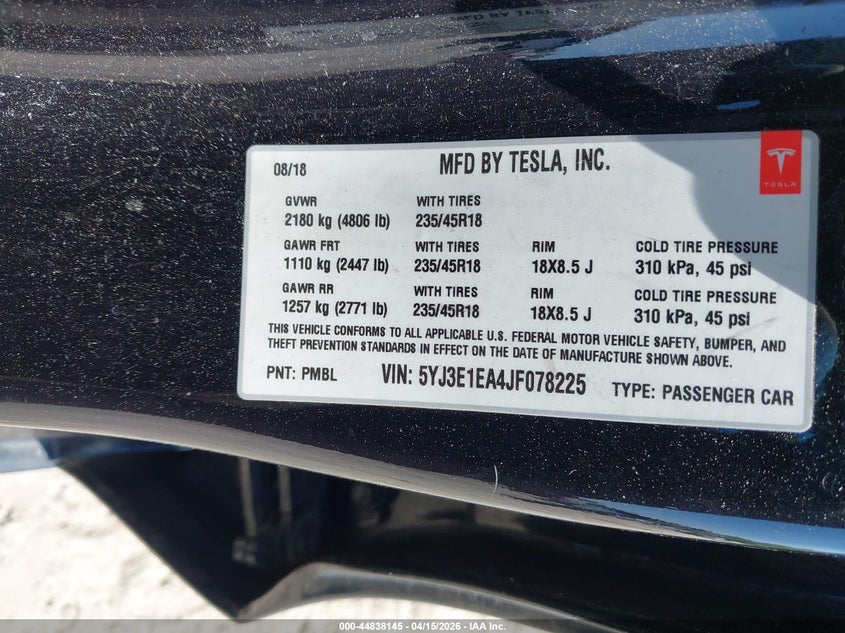 08/18 MFD BY TESLA, INC.
TESLA
GVWR WITH TIRES
2180 kg (4806 lb) 235/45R18
GAWR FRT WITH TIRES RIM COLD TIRE PRESSURE
1110 kg (2447 lb) 235/45R18 18X8.5 J 310 kPa, 45 psi
GAWR RR WITH TIRES RIM COLD TIRE PRESSURE
1257 kg (2771 lb) 235/45R18 18X8.5 J 310 kPa, 45 psi
THIS VEHICLE CONFORMS TO ALL APPLICABLE U.S. FEDERAL MOTOR VEHICLE SAFETY, BUMPER, AND
THEFT PREVENTION STANDARDS IN EFFECT ON THE DATE OF MANUFACTURE SHOWN ABOVE.
PNT: PMBL VIN: 5YJ3E1EA4JF078225 TYPE: PASSENGER CAR
000-44838145 - 04/15/2026 - IAA Inc.